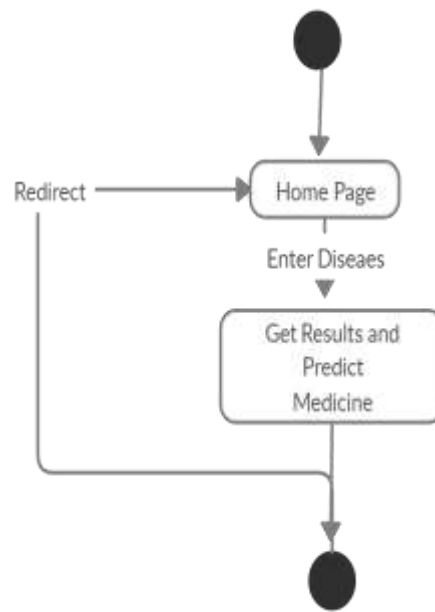 Redirect
Home Page
Enter Diseaes
Get Results and
Predict
Medicine